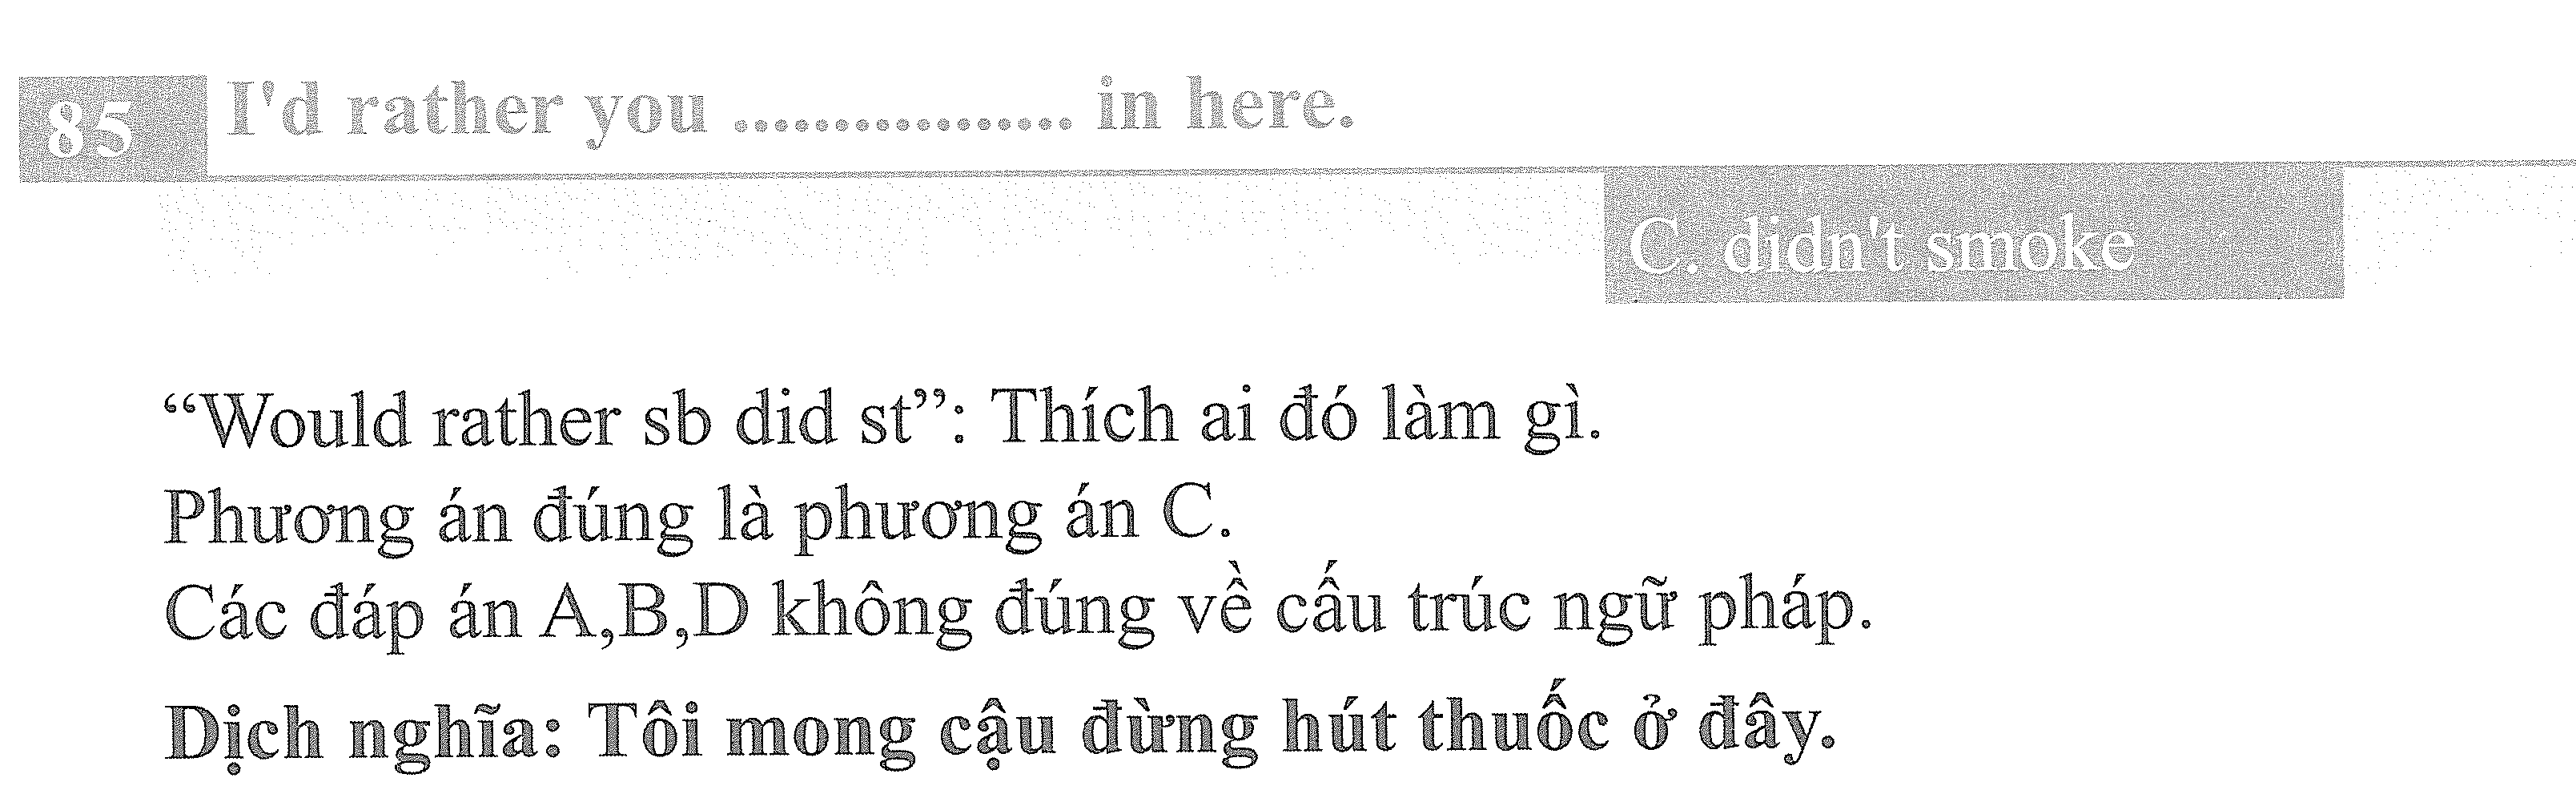 85 I'd rather you ................. in here.
C. didn't smoke
“Would rather sb did st”: Thích ai đó làm gì.
Phương án đúng là phương án C.
Các đáp án A,B,D không đúng về cấu trúc ngữ pháp.
Dịch nghĩa: Tôi mong cậu đừng hút thuốc ở đây.